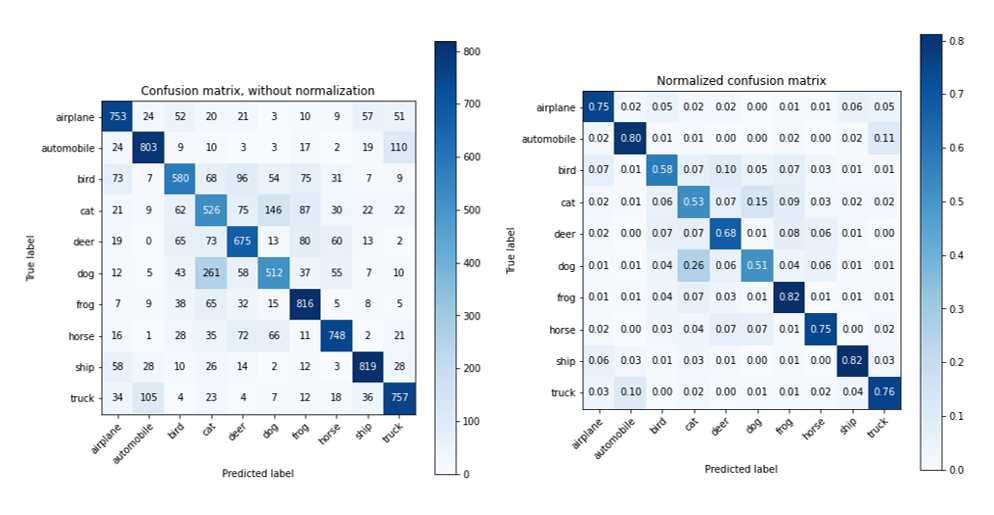 Confusion matrix, without normalization
airplane 753 24 52 20 21 3 10 9 57 51
automobile 24 803 9 10 3 3 17 2 19 110
bird 73 7 580 68 96 54 75 31 7 9
cat 21 9 62 526 75 146 87 30 22 22
deer 19 0 65 73 675 13 80 60 13 2
dog 12 5 43 261 58 512 37 55 7 10
frog 7 9 38 65 32 15 816 5 8 5
horse 16 1 28 35 72 66 11 748 2 21
ship 58 28 10 26 14 2 12 3 819 28
truck 34 105 4 23 4 7 12 18 36 757
airplane automobile bird cat deer dog frog horse ship truck
True label
Predicted label
800
700
600
500
400
300
200
100
0
Normalized confusion matrix
airplane 0.75 0.02 0.05 0.02 0.02 0.00 0.01 0.01 0.06 0.05
automobile 0.02 0.80 0.01 0.01 0.00 0.00 0.02 0.00 0.02 0.11
bird 0.07 0.01 0.58 0.07 0.10 0.05 0.07 0.03 0.01 0.01
cat 0.02 0.01 0.06 0.53 0.07 0.15 0.09 0.03 0.02 0.02
deer 0.02 0.00 0.07 0.07 0.68 0.01 0.08 0.06 0.01 0.00
dog 0.01 0.01 0.04 0.26 0.06 0.51 0.04 0.06 0.01 0.01
frog 0.01 0.01 0.04 0.07 0.03 0.01 0.82 0.01 0.01 0.01
horse 0.02 0.00 0.03 0.04 0.07 0.07 0.01 0.75 0.00 0.02
ship 0.06 0.03 0.01 0.03 0.01 0.00 0.01 0.00 0.82 0.03
truck 0.03 0.10 0.00 0.02 0.00 0.01 0.01 0.02 0.04 0.76
airplane automobile bird cat deer dog frog horse ship truck
True label
Predicted label
0.8
0.7
0.6
0.5
0.4
0.3
0.2
0.1
0.0